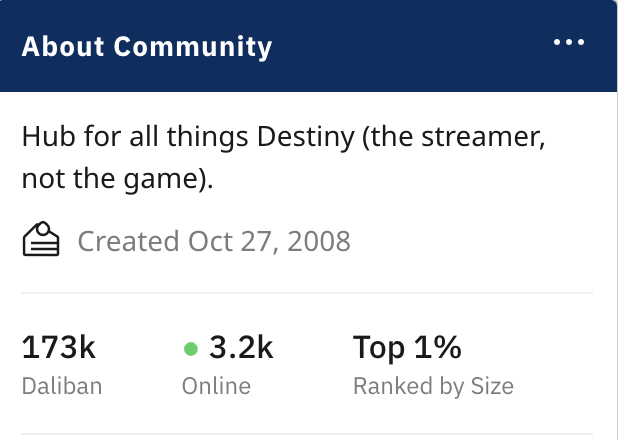 About Community
Hub for all things Destiny (the streamer,
not the game).
Created Oct 27, 2008
173k
3.2k
Top 1%
Daliban
Online
Ranked by Size